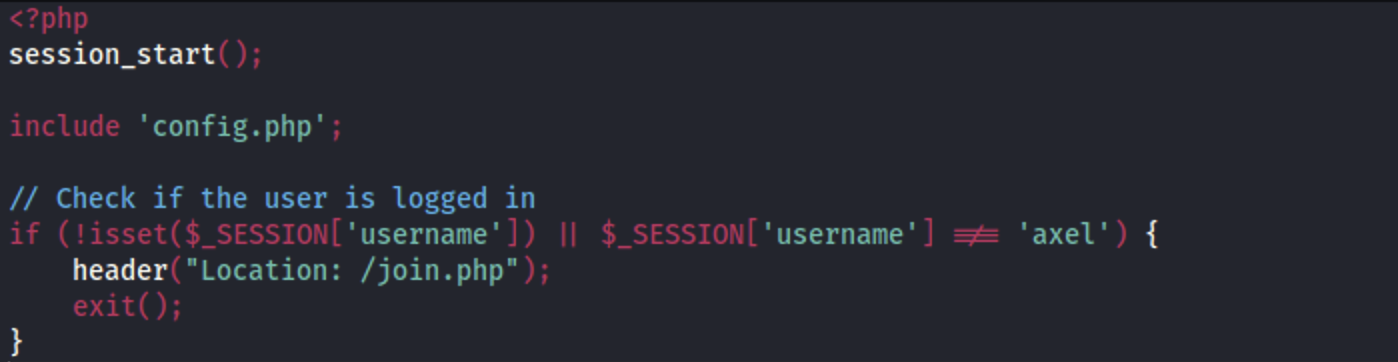 <?php
session_start();

include 'config.php';

// Check if the user is logged in
if (!isset($_SESSION['username']) || $_SESSION['username'] !== 'axel') {
    header("Location: /join.php");
    exit();
}